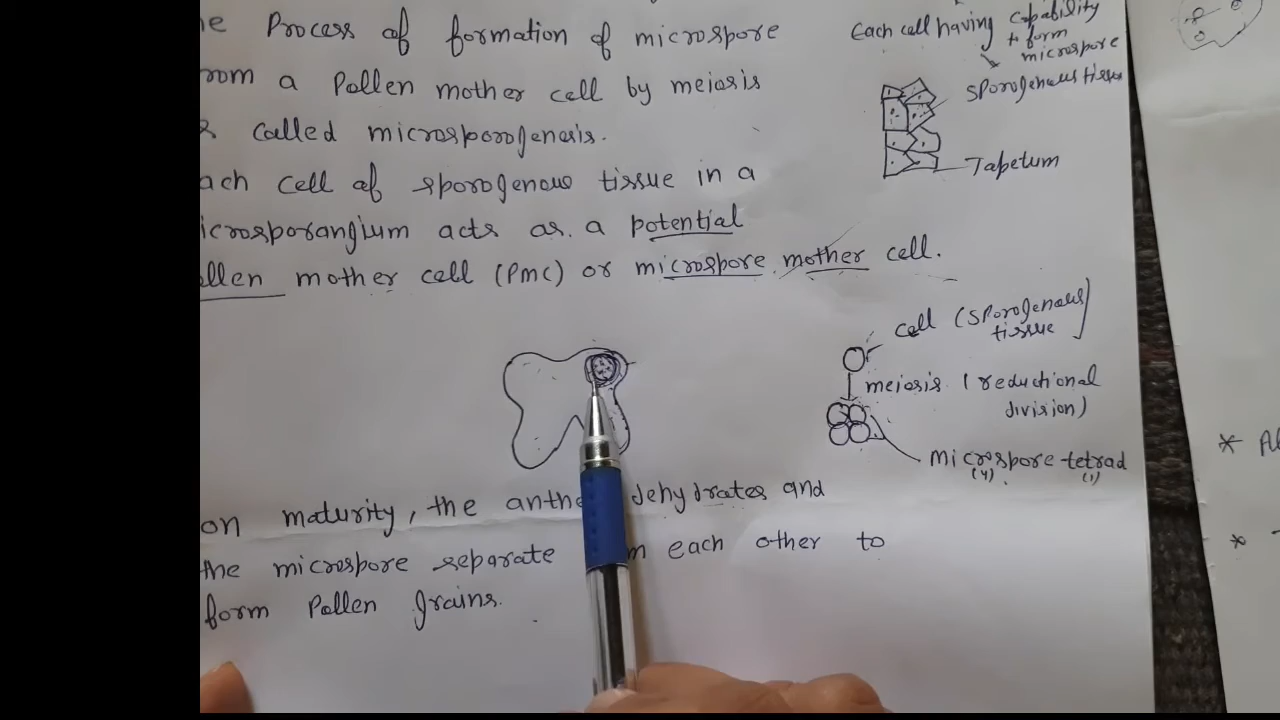 Process of formation of microspore
from a Pollen mother cell by meiosis
called microsporogenesis.
ach cell of sporogenous tissue in a
icrosporangium acts as a potential
ollen mother cell (PMC) or microspore mother cell.
on maturity, the anthe dehydrates and
the microspore separate each other to
form Pollen grains.
Each cell having capability
to form
microspore
sporogenous tissue
Tapetum
cell (sporogenous
tissue)
meiosis (reductional
division)
microspore tetrad
(4) (1)
*
*